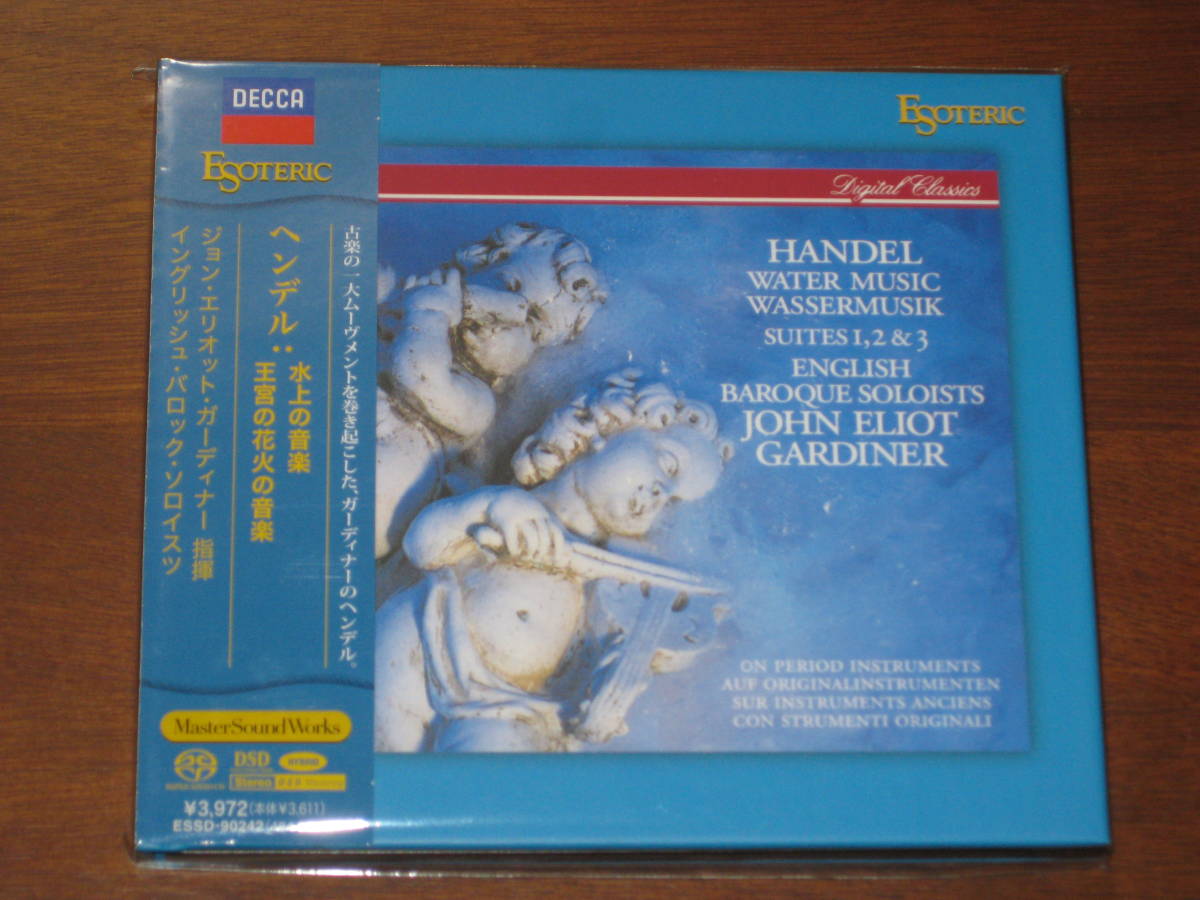 DECCA
ESOTERIC
古楽の一大ムーヴメントを巻き起こした、ガーディナーのヘンデル。
ヘンデル:
水上の音楽
王宮の花火の音楽
ジョン・エリオット・ガーディナー 指揮
イングリッシュ・バロック・ソロイスツ
MasterSoundWorks
DSD
HYBRID
Stereo
¥3,972(本体¥3,611)
ESSD-90242
ESOTERIC
Digital Classics
HANDEL
WATER MUSIC
WASSERMUSIK
SUITES 1, 2 & 3
ENGLISH
BAROQUE SOLOISTS
JOHN ELIOT
GARDINER
ON PERIOD INSTRUMENTS
AUF ORIGINALINSTRUMENTEN
SUR INSTRUMENTS ANCIENS
CON STRUMENTI ORIGINALI